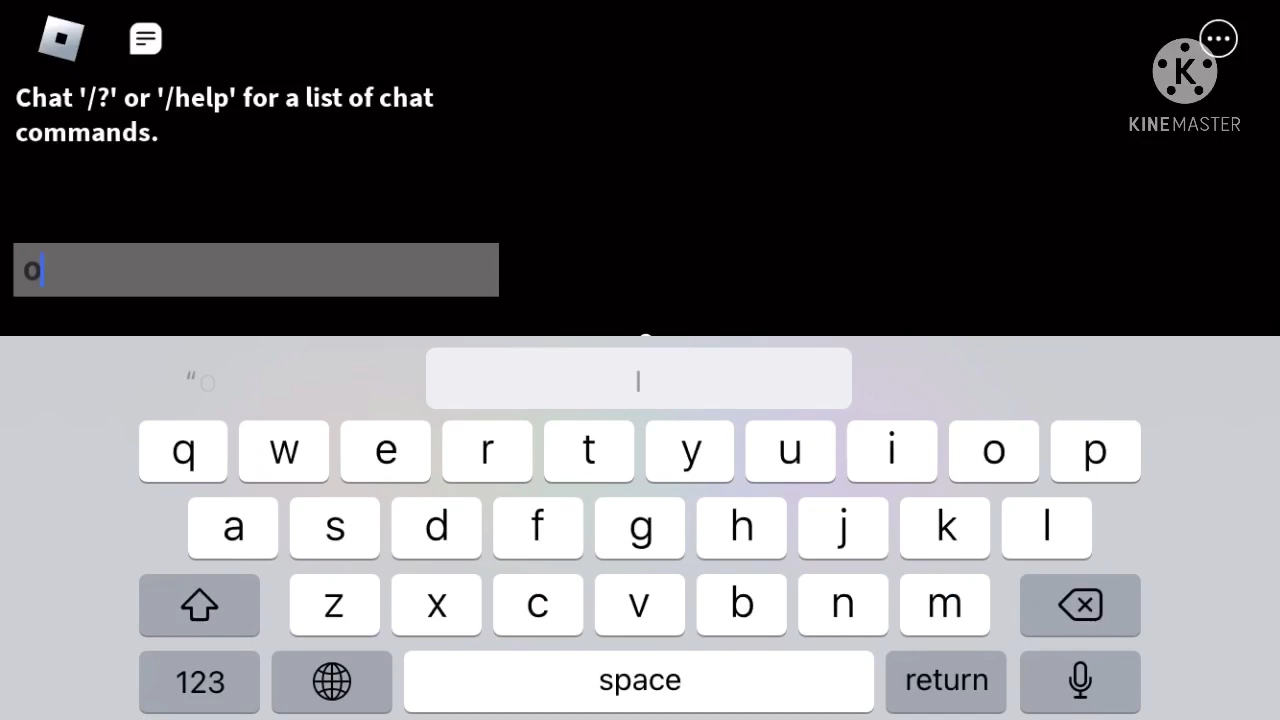 Chat '/?' or '/help' for a list of chat
commands.
K
KINEMASTER
o
“o
I
q w e r t y u i o p
a s d f g h j k l
z x c v b n m
123 space return